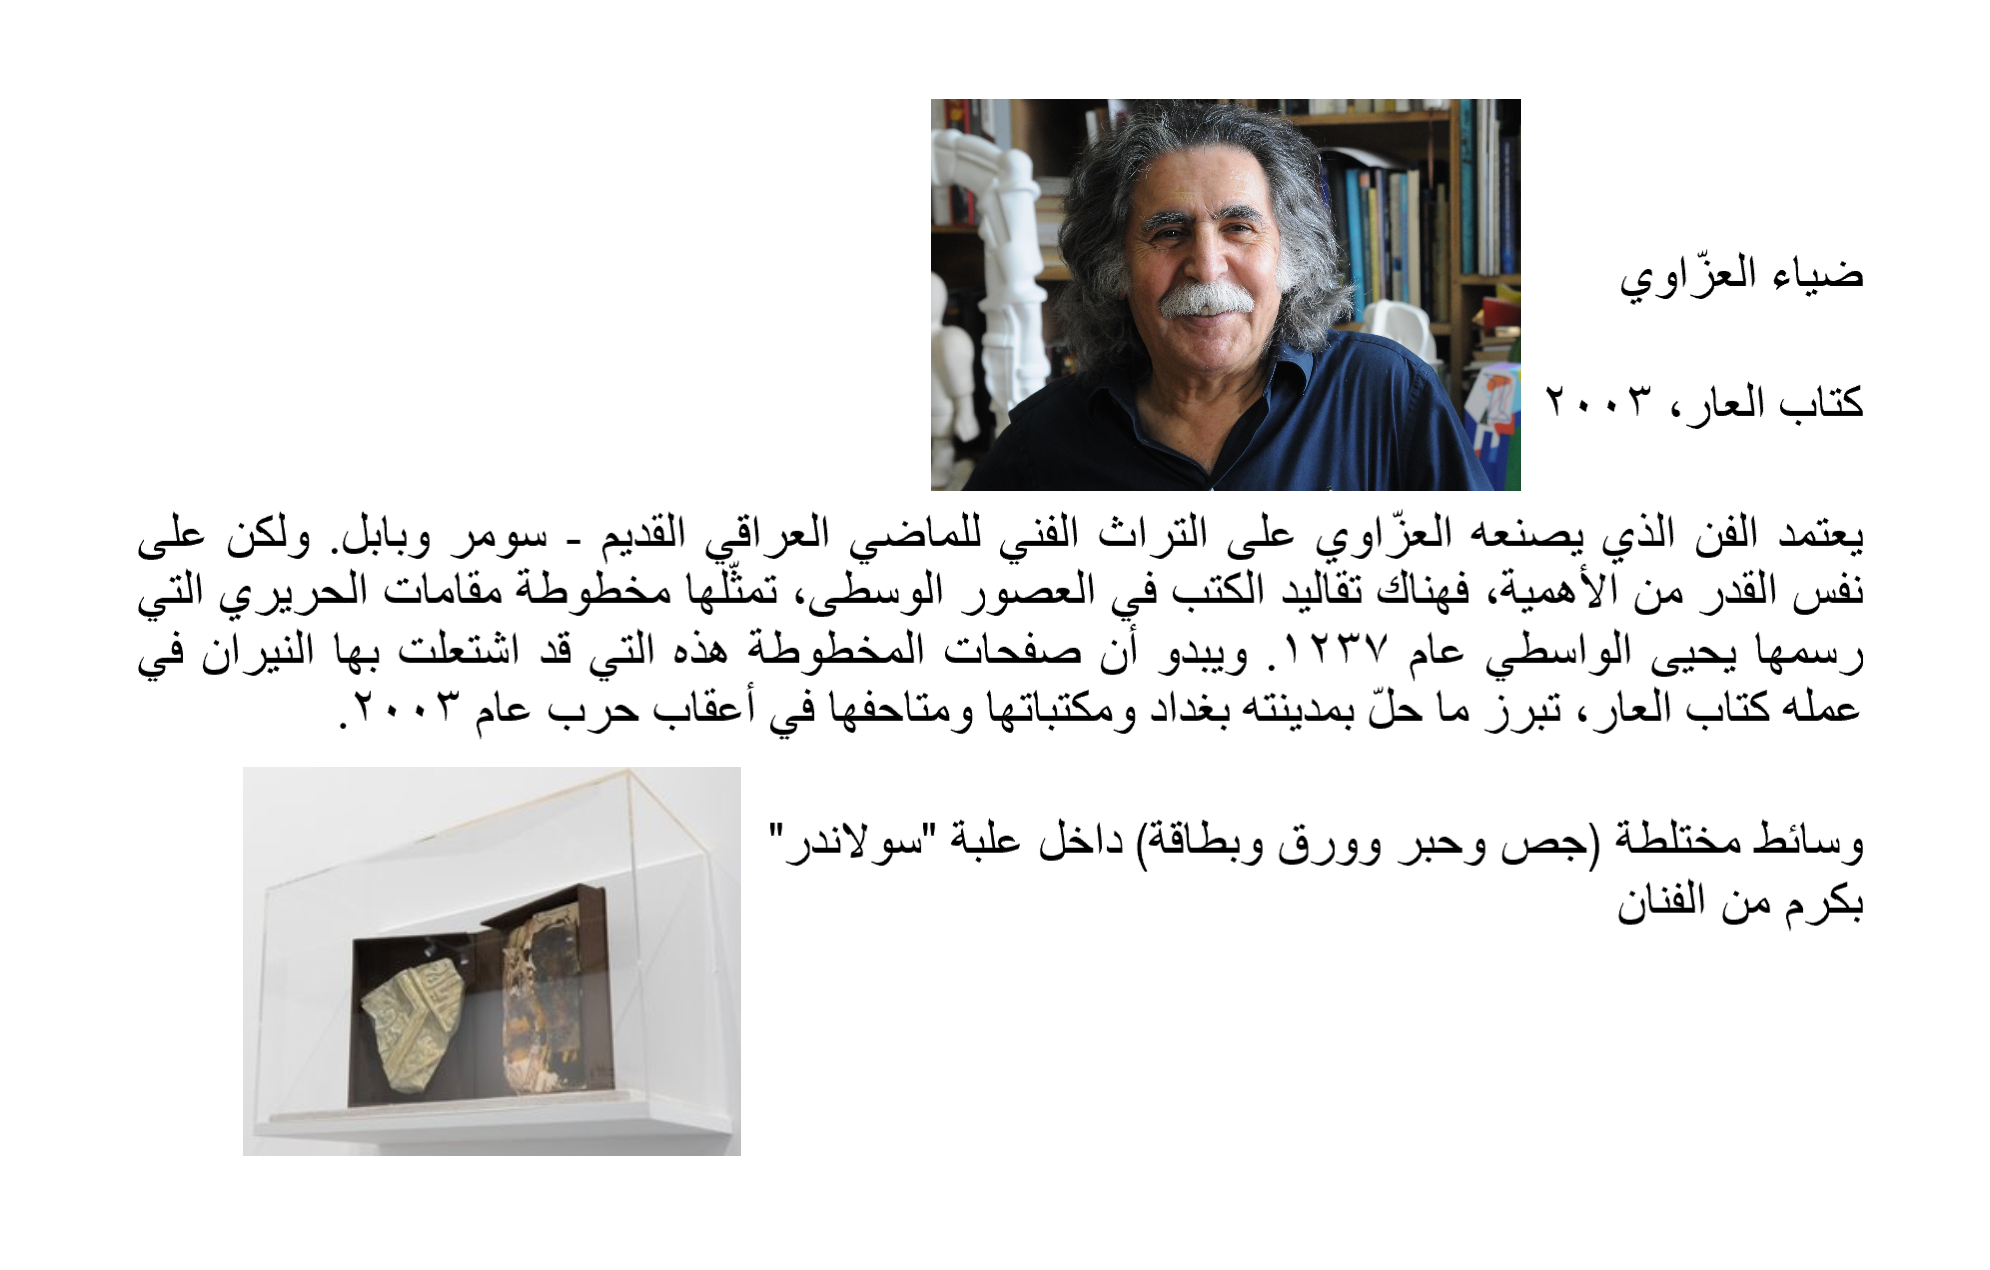 ضياء العزّاوي
كتاب العار، ٢٠٠٣
يعتمد الفن الذي يصنعه العزّاوي على التراث الفني للماضي العراقي القديم - سومر وبابل. ولكن على
نفس القدر من الأهمية، فهناك تقاليد الكتب في العصور الوسطى، تمثّلها مخطوطة مقامات الحريري التي
رسمها يحيى الواسطي عام ١٢٣٧. ويبدو أن صفحات المخطوطة هذه التي قد اشتعلت بها النيران في
عمله كتاب العار، تبرز ما حلّ بمدينته بغداد ومكتباتها ومتاحفها في أعقاب حرب عام ٢٠٠٣.
وسائط مختلطة (جص وحبر وورق وبطاقة) داخل علبة "سولاندر"
بكرم من الفنان